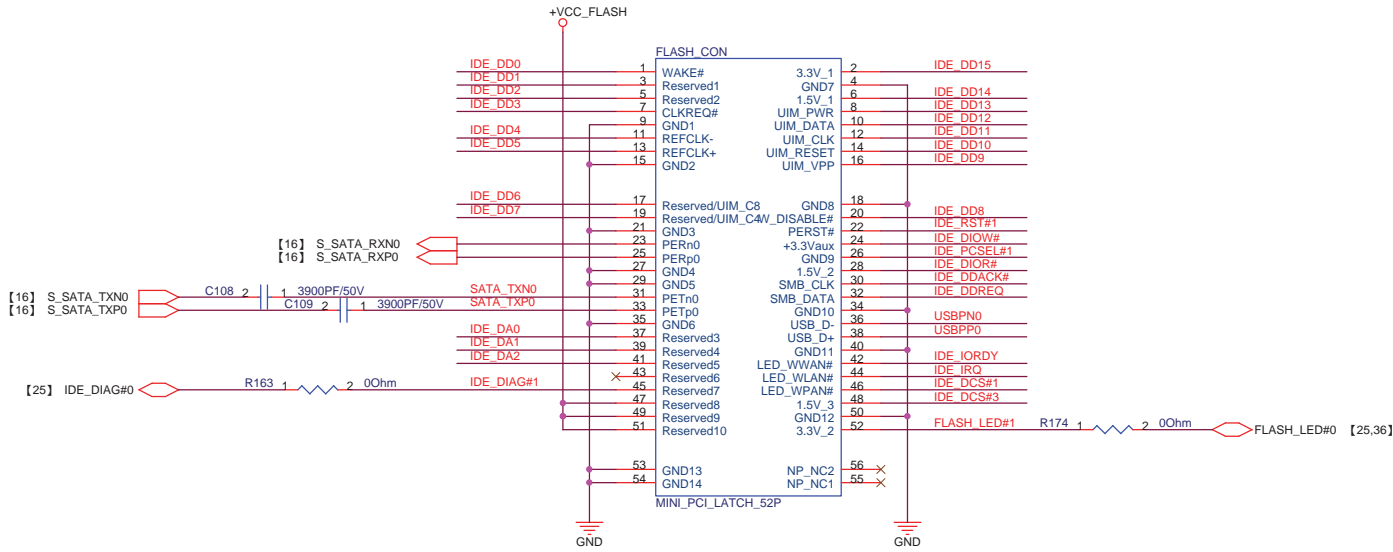 +VCC_FLASH
FLASH_CON
IDE_DD0 1 WAKE# 3.3V_1 2 IDE_DD15
IDE_DD1 3 Reserved1 GND7 4
IDE_DD2 5 Reserved2 1.5V_1 6 IDE_DD14
IDE_DD3 7 CLKREQ# UIM_PWR 8 IDE_DD13
9 GND1 UIM_DATA 10 IDE_DD12
IDE_DD4 11 REFCLK- UIM_CLK 12 IDE_DD11
IDE_DD5 13 REFCLK+ UIM_RESET 14 IDE_DD10
15 GND2 UIM_VPP 16 IDE_DD9
IDE_DD6 17 Reserved/UIM_C8 GND8 18
IDE_DD7 19 Reserved/UIM_C4 W_DISABLE# 20 IDE_DD8
21 GND3 PERST# 22 IDE_RST#1
【16】 S_SATA_RXN0 23 PERn0 +3.3Vaux 24 IDE_DIOW#
【16】 S_SATA_RXP0 25 PERp0 GND9 26 IDE_PCSEL#1
27 GND4 1.5V_2 28 IDE_DIOR#
29 GND5 SMB_CLK 30 IDE_DDACK#
【16】 S_SATA_TXN0 C108 2 1 3900PF/50V SATA_TXN0 31 PETn0 SMB_DATA 32 IDE_DDREQ
【16】 S_SATA_TXP0 C109 2 1 3900PF/50V SATA_TXP0 33 PETp0 GND10 34
35 GND6 USB_D- 36 USBPN0
IDE_DA0 37 Reserved3 USB_D+ 38 USBPP0
IDE_DA1 39 Reserved4 GND11 40
IDE_DA2 41 Reserved5 LED_WWAN# 42 IDE_IORDY
43 Reserved6 LED_WLAN# 44 IDE_IRQ
【25】 IDE_DIAG#0 R163 1 2 0Ohm IDE_DIAG#1 45 Reserved7 LED_WPAN# 46 IDE_DCS#1
47 Reserved8 1.5V_3 48 IDE_DCS#3
49 Reserved9 GND12 50
51 Reserved10 3.3V_2 52 FLASH_LED#1 R174 1 2 0Ohm FLASH_LED#0 【25,36】
53 GND13 NP_NC2 56
54 GND14 NP_NC1 55
MINI_PCI_LATCH_52P
GND GND